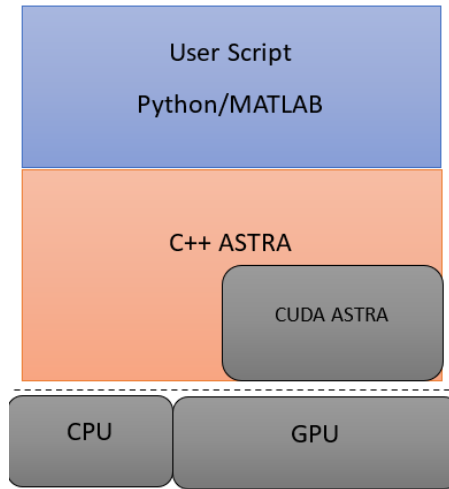 User Script
Python/MATLAB
C++ ASTRA
CUDA ASTRA
CPU
GPU